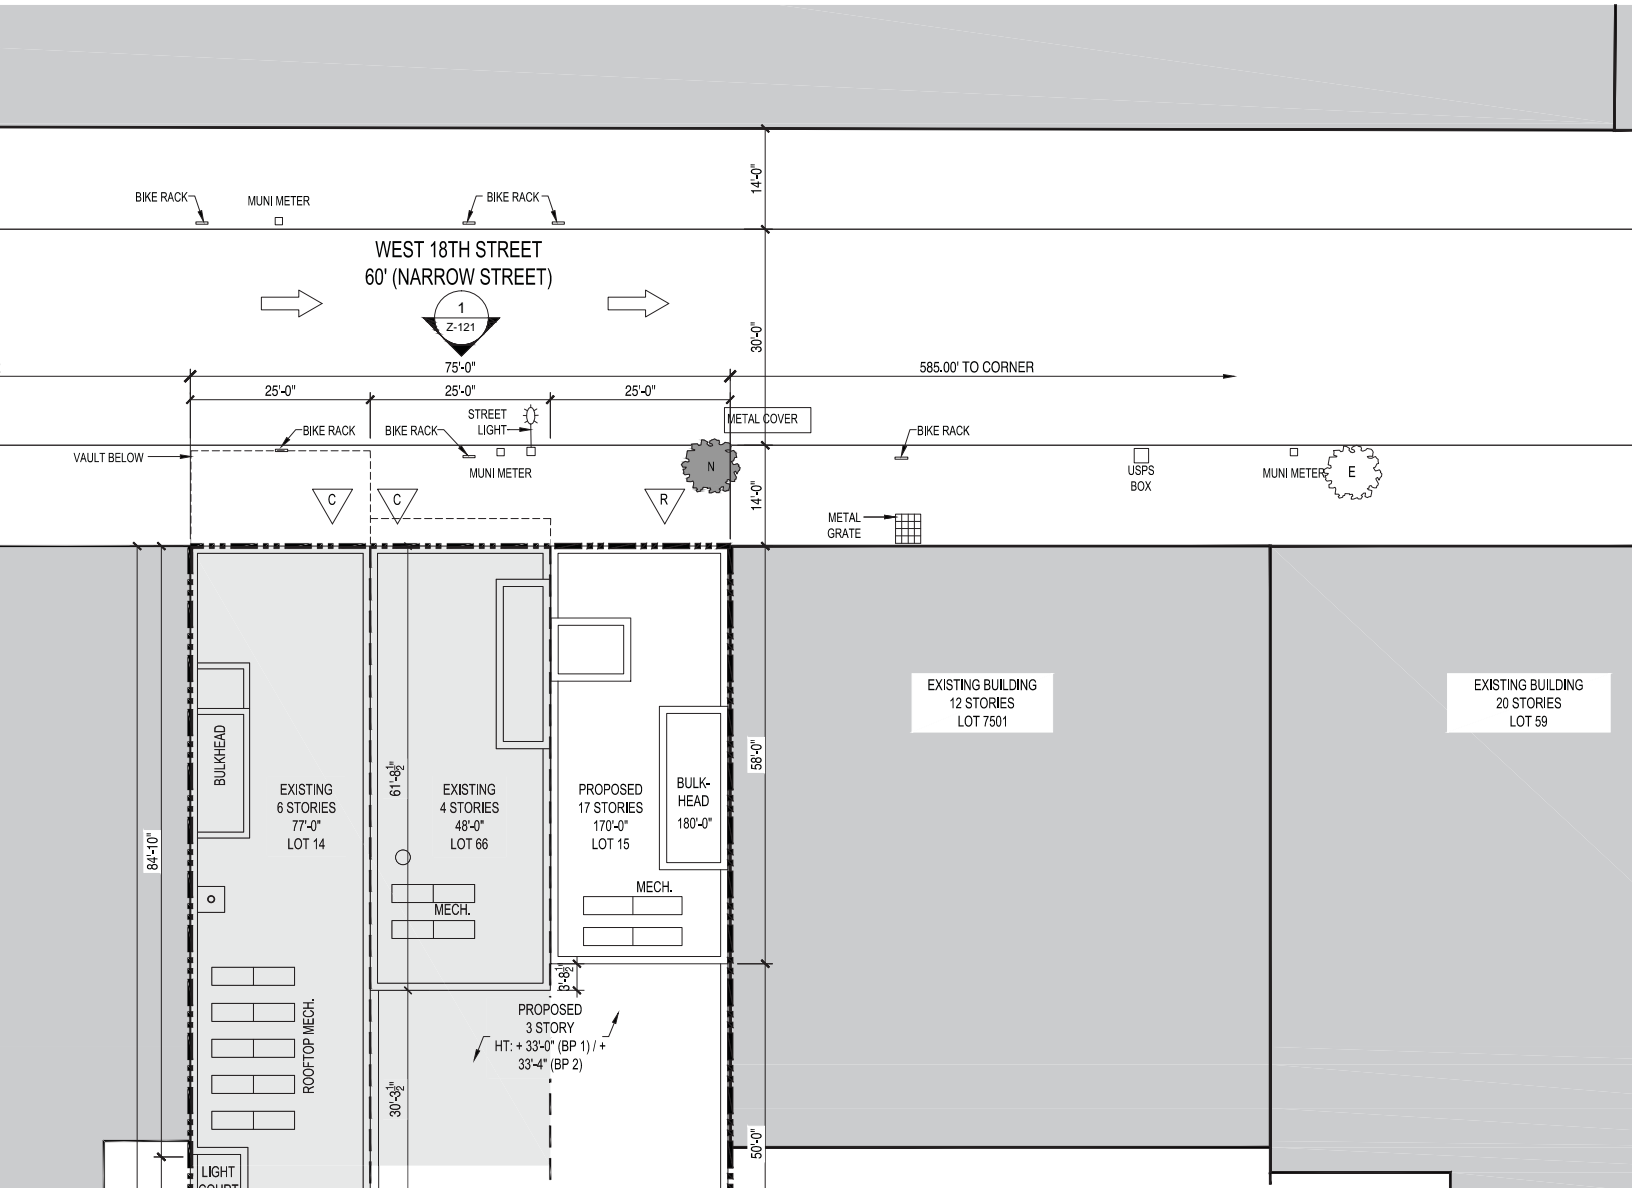 14'-0"
BIKE RACK
MUNI METER
BIKE RACK
WEST 18TH STREET
60' (NARROW STREET)
1
Z-121
30'-0"
75'-0"
585.00' TO CORNER
25'-0"
25'-0"
25'-0"
STREET
LIGHT
METAL COVER
BIKE RACK
BIKE RACK
BIKE RACK
VAULT BELOW
MUNI METER
N
USPS
BOX
MUNI METER
E
C
C
R
14'-0"
METAL
GRATE
EXISTING BUILDING
12 STORIES
LOT 7501
EXISTING BUILDING
20 STORIES
LOT 59
BULKHEAD
61'-8½"
58'-0"
EXISTING
6 STORIES
77'-0"
LOT 14
EXISTING
4 STORIES
48'-0"
LOT 66
PROPOSED
17 STORIES
170'-0"
LOT 15
BULK-
HEAD
180'-0"
84'-10"
MECH.
MECH.
3'-8½"
ROOFTOP MECH.
PROPOSED
3 STORY
HT: + 33'-0" (BP 1) / +
33'-4" (BP 2)
30'-3½"
50'-0"
LIGHT
COURT